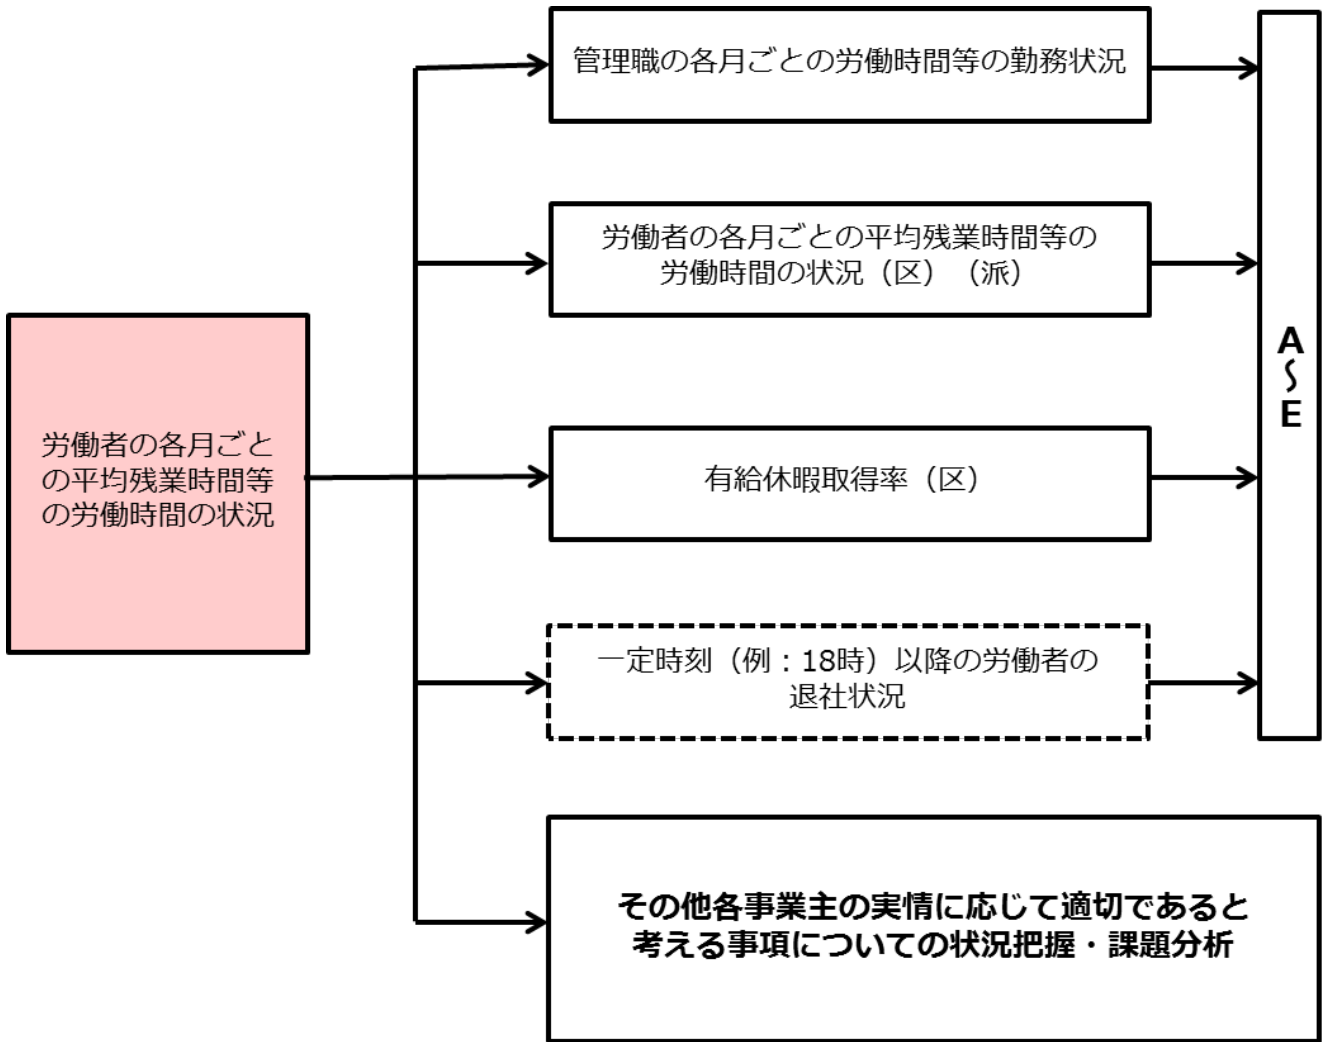 管理職の各月ごとの労働時間等の勤務状況
労働者の各月ごとの平均残業時間等の
労働時間の状況（区）（派）
労働者の各月ごと
の平均残業時間等
の労働時間の状況
有給休暇取得率（区）
一定時刻（例：18時）以降の労働者の
退社状況
その他各事業主の実情に応じて適切であると
考える事項についての状況把握・課題分析
A～E